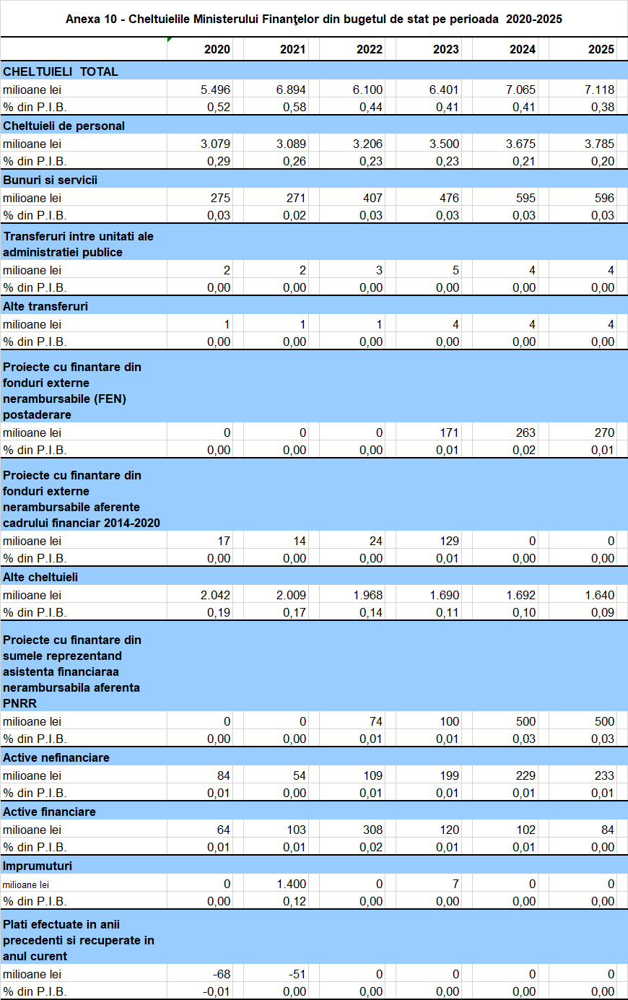 Anexa 10 - Cheltuielile Ministerului Finanţelor din bugetul de stat pe perioada 2020-2025
2020 2021 2022 2023 2024 2025
CHELTUIELI TOTAL
milioane lei 5.496 6.894 6.100 6.401 7.065 7.118
% din P.I.B. 0,52 0,58 0,44 0,41 0,41 0,38
Cheltuieli de personal
milioane lei 3.079 3.089 3.206 3.500 3.675 3.785
% din P.I.B. 0,29 0,26 0,23 0,23 0,21 0,20
Bunuri si servicii
milioane lei 275 271 407 476 595 596
% din P.I.B. 0,03 0,02 0,03 0,03 0,03 0,03
Transferuri intre unitati ale
administratiei publice
milioane lei 2 2 3 5 4 4
% din P.I.B. 0,00 0,00 0,00 0,00 0,00 0,00
Alte transferuri
milioane lei 1 1 1 4 4 4
% din P.I.B. 0,00 0,00 0,00 0,00 0,00 0,00
Proiecte cu finantare din
fonduri externe
nerambursabile (FEN)
postaderare
milioane lei 0 0 0 171 263 270
% din P.I.B. 0,00 0,00 0,00 0,01 0,02 0,01
Proiecte cu finantare din
fonduri externe
nerambursabile aferente
cadrului financiar 2014-2020
milioane lei 17 14 24 129 0 0
% din P.I.B. 0,00 0,00 0,00 0,01 0,00 0,00
Alte cheltuieli
milioane lei 2.042 2.009 1.968 1.690 1.692 1.640
% din P.I.B. 0,19 0,17 0,14 0,11 0,10 0,09
Proiecte cu finantare din
sumele reprezentand
asistenta financiaraa
nerambursabila aferenta
PNRR
milioane lei 0 0 74 100 500 500
% din P.I.B. 0,00 0,00 0,01 0,01 0,03 0,03
Active nefinanciare
milioane lei 84 54 109 199 229 233
% din P.I.B. 0,01 0,00 0,01 0,01 0,01 0,01
Active financiare
milioane lei 64 103 308 120 102 84
% din P.I.B. 0,01 0,01 0,02 0,01 0,01 0,00
Imprumuturi
milioane lei 0 1.400 0 7 0 0
% din P.I.B. 0,00 0,12 0,00 0,00 0,00 0,00
Plati efectuate in anii
precedenti si recuperate in
anul curent
milioane lei -68 -51 0 0 0 0
% din P.I.B. -0,01 0,00 0,00 0,00 0,00 0,00